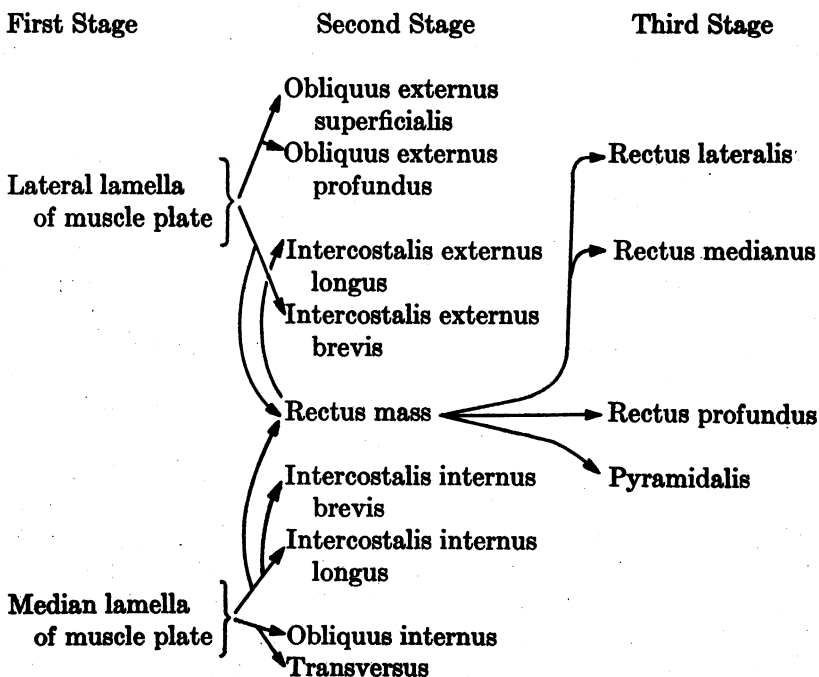 First Stage
Second Stage
Third Stage
Obliquus externus
superficialis
Obliquus externus
profundus
Rectus lateralis
Lateral lamella
of muscle plate
Intercostalis externus
longus
Rectus medianus
Intercostalis externus
brevis
Rectus mass
Rectus profundus
Intercostalis internus
brevis
Pyramidalis
Intercostalis internus
longus
Median lamella
of muscle plate
Obliquus internus
Transversus